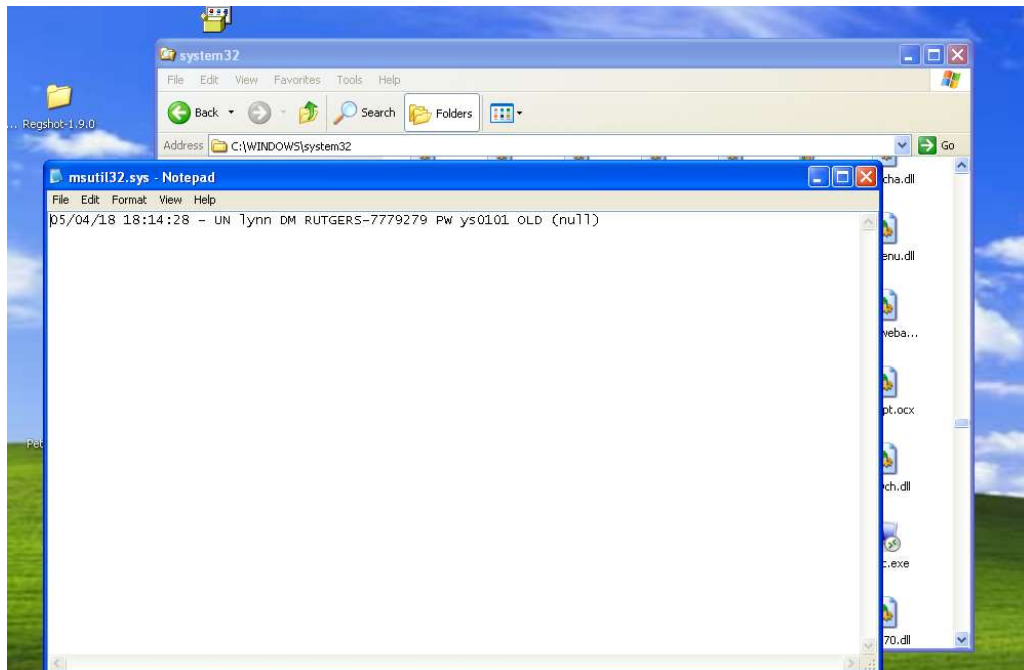 system32
File Edit View Favorites Tools Help
Back Search Folders
... Regshot-1.9.0
Address C:\WINDOWS\system32 Go
msutil32.sys - Notepad
cha.dll
File Edit Format View Help
05/04/18 18:14:28 - UN lynn DM RUTGERS-7779279 PW ys0101 OLD (null)
enu.dll
weba...
pt.ocx
Pet
ch.dll
c.exe
70.dll